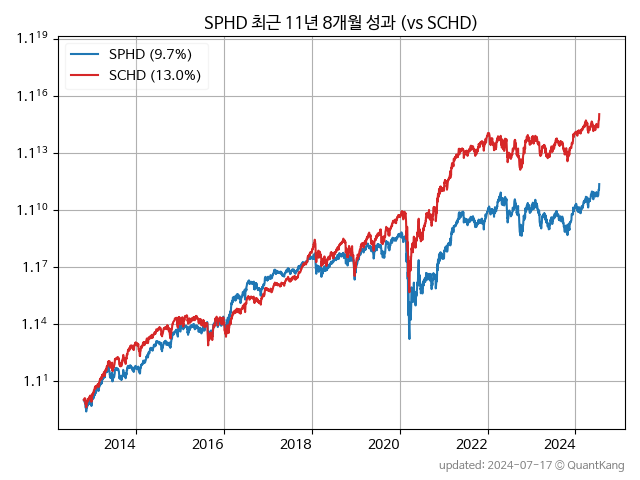 SPHD 최근 11년 8개월 성과 (vs SCHD)
SPHD (9.7%)
SCHD (13.0%)
1.1¹⁹
1.1¹⁶
1.1¹³
1.1¹⁰
1.1⁷
1.1⁴
1.1¹
2014 2016 2018 2020 2022 2024
updated: 2024-07-17 © QuantKang